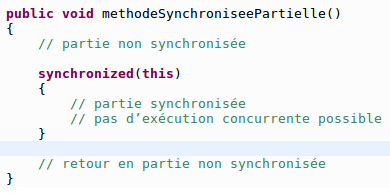 public void methodeSynchroniseePartielle()
{
// partie non synchronisée
synchronized(this)
{
// partie synchronisée
// pas d’exécution concurrente possible
}
// retour en partie non synchronisée
}